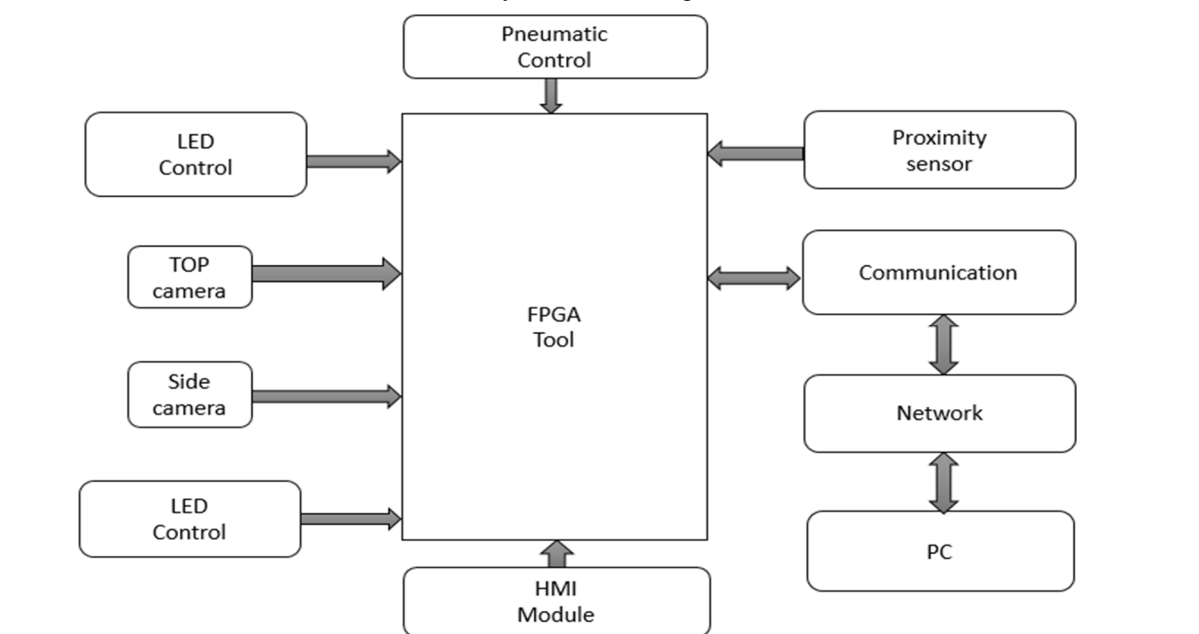 Pneumatic
Control
LED
Control
Proximity
sensor
TOP
camera
Communication
FPGA
Tool
Side
camera
Network
LED
Control
PC
HMI
Module